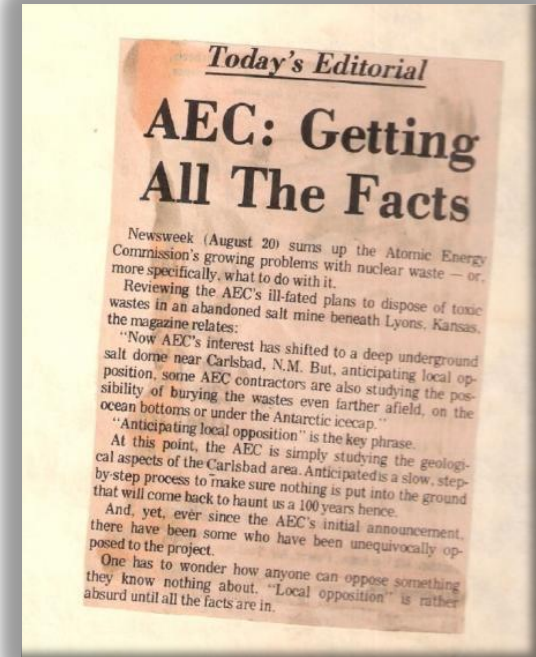 Today's Editorial
AEC: Getting
All The Facts
Newsweek (August 20) sums up the Atomic Energy
Commission's growing problems with nuclear waste — or,
more specifically, what to do with it.
Reviewing the AEC's ill-fated plans to dispose of toxic
wastes in an abandoned salt mine beneath Lyons, Kansas,
the magazine relates:
"Now AEC's interest has shifted to a deep underground
salt dome near Carlsbad, N.M. But, anticipating local op-
position, some AEC contractors are also studying the pos-
sibility of burying the wastes even farther afield, on the
ocean bottoms or under the Antarctic icecap."
"Anticipating local opposition" is the key phrase.
At this point, the AEC is simply studying the geologi-
cal aspects of the Carlsbad area. Anticipated is a slow, step-
by-step process to make sure nothing is put into the ground
that will come back to haunt us a 100 years hence.
And, yet, ever since the AEC's initial announcement,
there have been some who have been unequivocally op-
posed to the project.
One has to wonder how anyone can oppose something
they know nothing about. "Local opposition" is rather
absurd until all the facts are in.